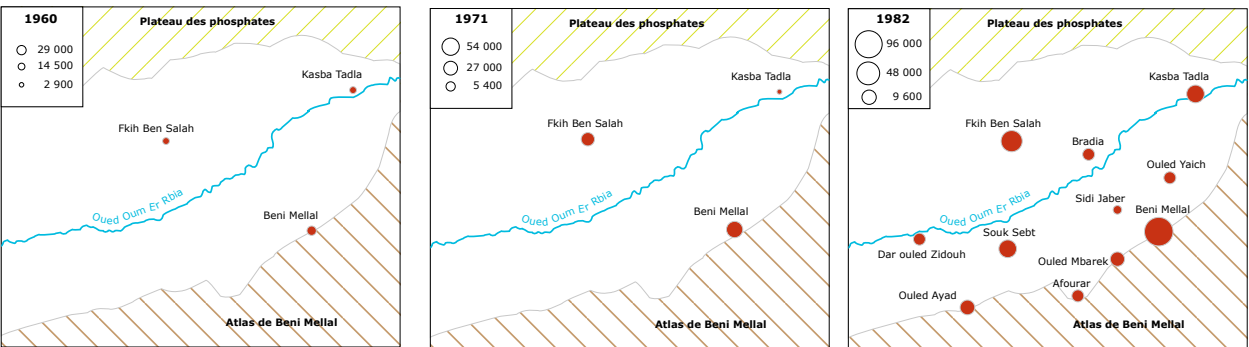 1960
Plateau des phosphates
29 000
14 500
2 900
Kasba Tadla
Fkih Ben Salah
Oued Oum Er Rbia
Beni Mellal
Atlas de Beni Mellal
1971
Plateau des phosphates
54 000
27 000
5 400
Kasba Tadla
Fkih Ben Salah
Oued Oum Er Rbia
Beni Mellal
Atlas de Beni Mellal
1982
Plateau des phosphates
96 000
48 000
9 600
Kasba Tadla
Fkih Ben Salah
Bradia
Ouled Yaich
Sidi Jaber
Oued Oum Er Rbia
Beni Mellal
Souk Sebt
Dar ouled Zidouh
Ouled Mbarek
Afourar
Ouled Ayad
Atlas de Beni Mellal